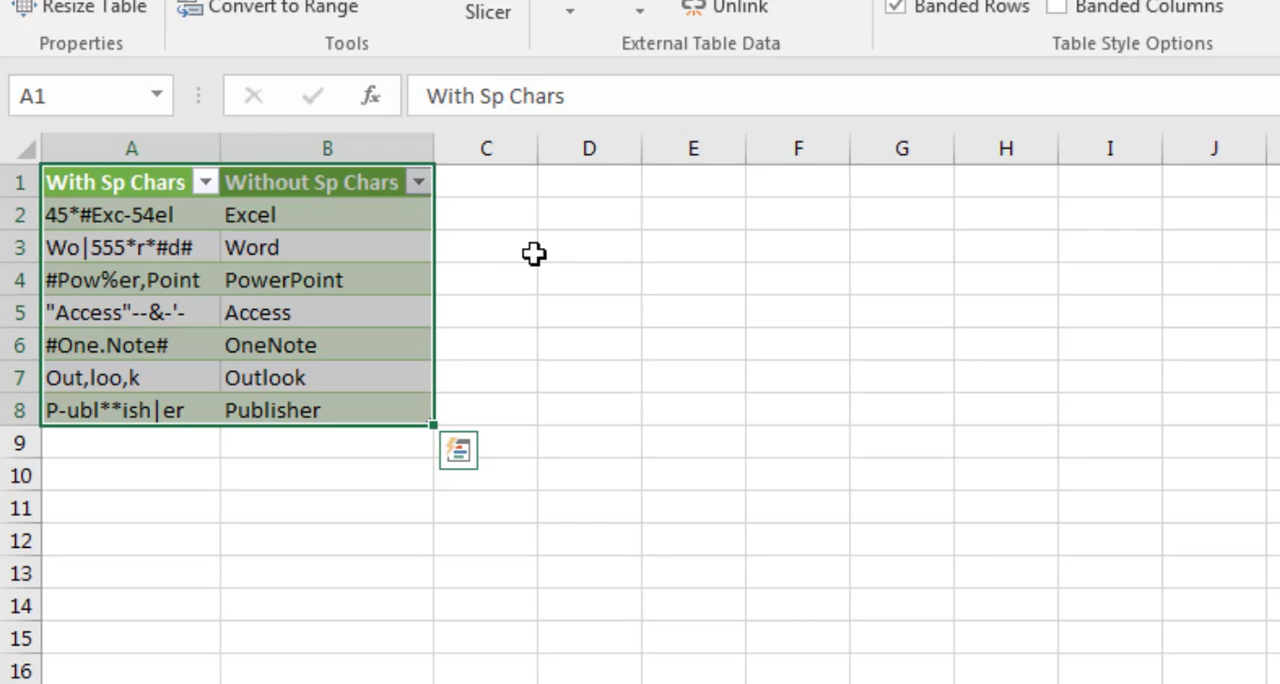 Resize Table Convert to Range Slicer Unlink Banded Rows Banded Columns
Properties Tools External Table Data Table Style Options
A1 fx With Sp Chars
A B C D E F G H I J
1 With Sp Chars Without Sp Chars
2 45*#Exc-54el Excel
3 Wo|555*r*#d# Word
4 #Pow%er,Point PowerPoint
5 "Access"--&-'- Access
6 #One.Note# OneNote
7 Out,loo,k Outlook
8 P-ubl**ish|er Publisher
9
10
11
12
13
14
15
16